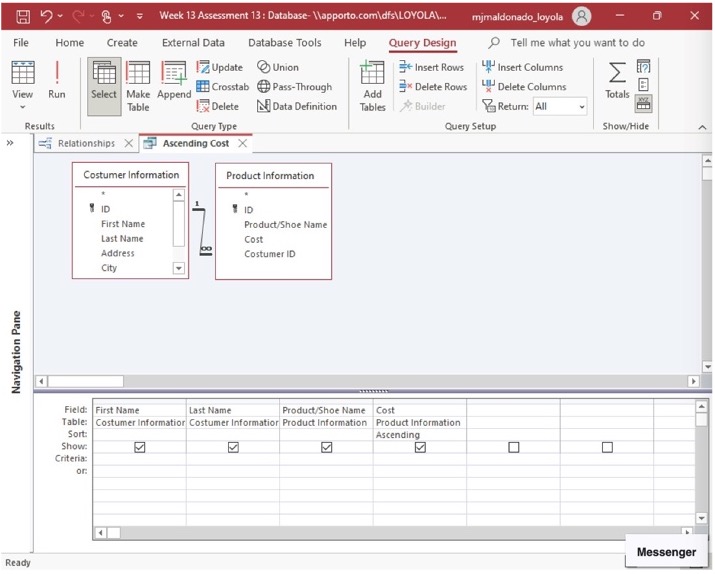 Week 13 Assessment 13 : Database- \\apporto.com\dfs\LOYOLA\... mjmaldonado_loyola
File Home Create External Data Database Tools Help Query Design Tell me what you want to do
View
Run
Select
Make Table
Append
Update
Crosstab
Delete
Union
Pass-Through
Data Definition
Add Tables
Insert Rows
Delete Rows
Builder
Insert Columns
Delete Columns
Return: All
Totals
Results Query Type Query Setup Show/Hide
Relationships Ascending Cost
Navigation Pane
Costumer Information
*
ID
First Name
Last Name
Address
City
1
∞
Product Information
*
ID
Product/Shoe Name
Cost
Costumer ID
Field: First Name Last Name Product/Shoe Name Cost
Table: Costumer Information Costumer Information Product Information Product Information
Sort: Ascending
Show:
Criteria:
or:
Messenger
Ready